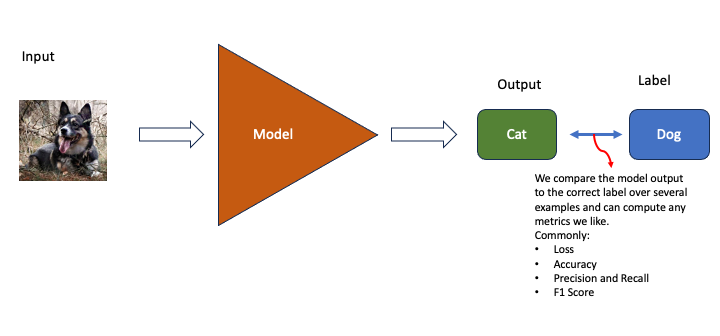 Input
Model
Output
Label
Cat
Dog
We compare the model output
to the correct label over several
examples and can compute any
metrics we like.
Commonly:
• Loss
• Accuracy
• Precision and Recall
• F1 Score